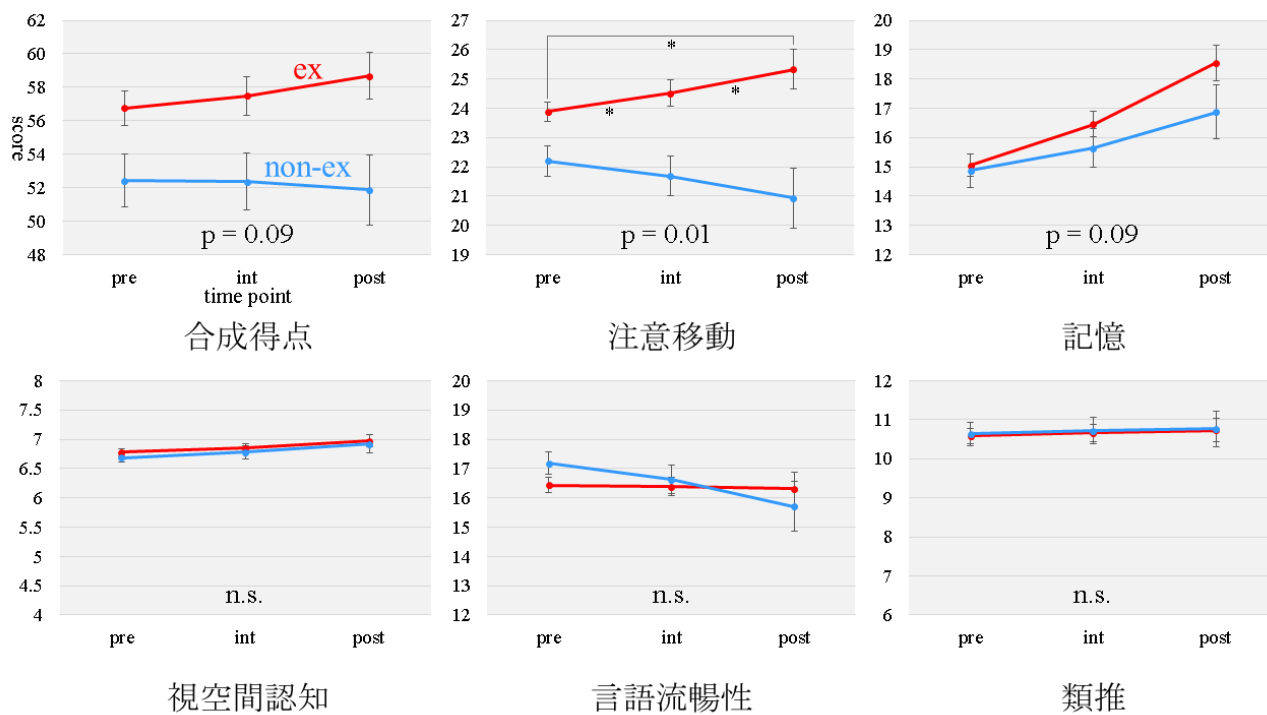 62
60
58
56
54
52
50
48
score
ex
non-ex
p = 0.09
pre int post
time point
合成得点
27
26
25
24
23
22
21
20
19
*
*
*
p = 0.01
pre int post
注意移動
20
19
18
17
16
15
14
13
12
p = 0.09
pre int post
記憶
8
7.5
7
6.5
6
5.5
5
4.5
4
n.s.
pre int post
視空間認知
20
19
18
17
16
15
14
13
12
n.s.
pre int post
言語流暢性
12
11
10
9
8
7
6
n.s.
pre int post
類推